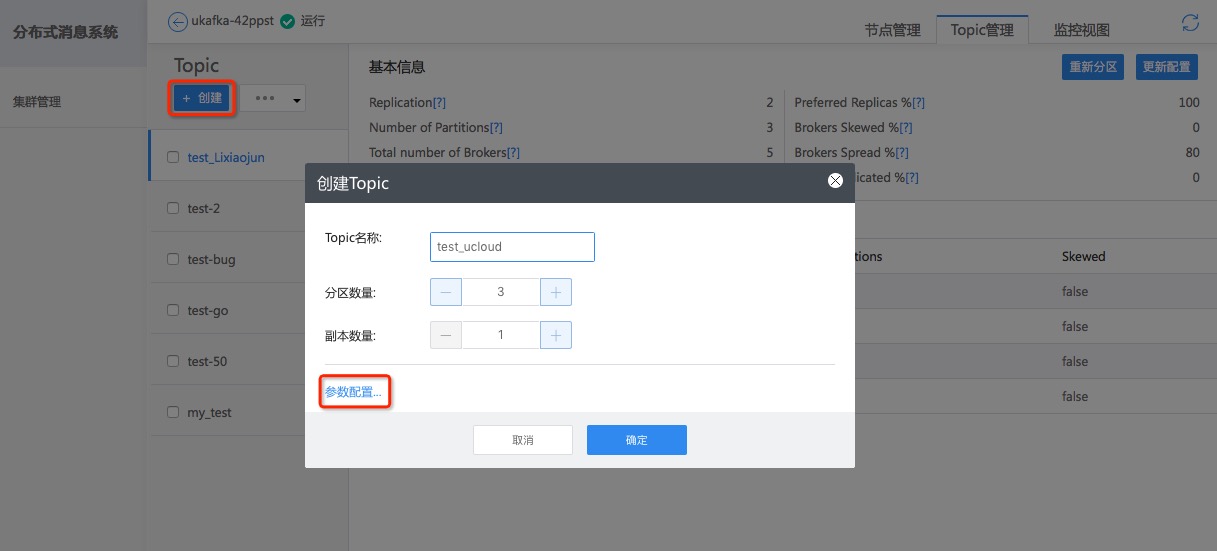 分布式消息系统
集群管理
ukafka-42ppst 运行
节点管理 Topic管理 监控视图
Topic
+ 创建 •••
test_Lixiaojun
test-2
test-bug
test-go
test-50
my_test
基本信息
重新分区 更新配置
Replication[?] 2 Preferred Replicas %[?] 100
Number of Partitions[?] 3 Brokers Skewed %[?] 0
Total number of Brokers[?] 5 Brokers Spread %[?] 80
icated %[?] 0
创建Topic
Topic名称: test_ucloud
分区数量: − 3 +
副本数量: − 1 +
参数配置...
取消 确定
tions Skewed
false
false
false
false